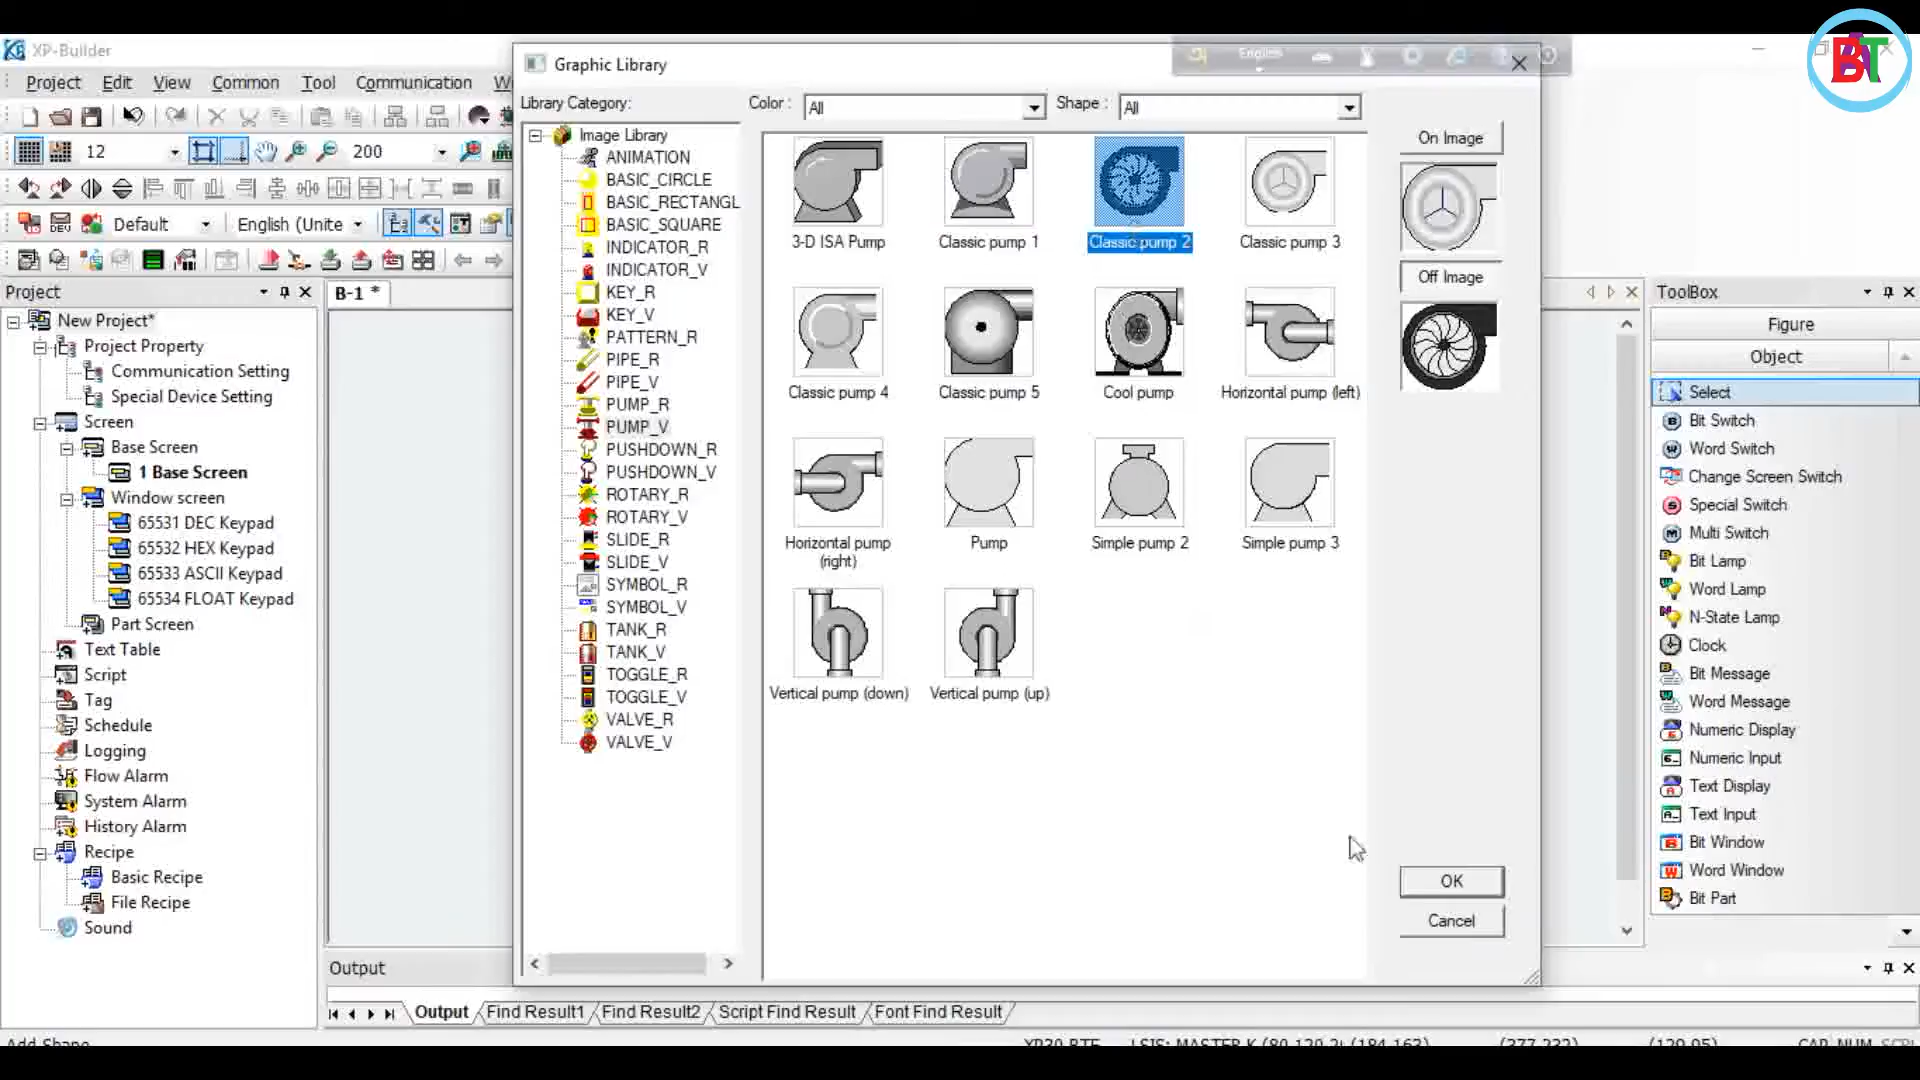 XP-Builder
Project Edit View Common Tool Communication
12
200
Default
English (Unite
Project
New Project*
Project Property
Communication Setting
Special Device Setting
Screen
Base Screen
1 Base Screen
Window screen
65531 DEC Keypad
65532 HEX Keypad
65533 ASCII Keypad
65534 FLOAT Keypad
Part Screen
Text Table
Script
Tag
Schedule
Logging
Flow Alarm
System Alarm
History Alarm
Recipe
Basic Recipe
File Recipe
Sound
B-1 *
Graphic Library
English
Library Category:
Color :
All
Shape :
All
Image Library
ANIMATION
BASIC_CIRCLE
BASIC_RECTANGL
BASIC_SQUARE
INDICATOR_R
INDICATOR_V
KEY_R
KEY_V
PATTERN_R
PIPE_R
PIPE_V
PUMP_R
PUMP_V
PUSHDOWN_R
PUSHDOWN_V
ROTARY_R
ROTARY_V
SLIDE_R
SLIDE_V
SYMBOL_R
SYMBOL_V
TANK_R
TANK_V
TOGGLE_R
TOGGLE_V
VALVE_R
VALVE_V
3-D ISA Pump
Classic pump 1
Classic pump 2
Classic pump 3
Classic pump 4
Classic pump 5
Cool pump
Horizontal pump (left)
Horizontal pump
(right)
Pump
Simple pump 2
Simple pump 3
Vertical pump (down)
Vertical pump (up)
On Image
Off Image
OK
Cancel
BAT
ToolBox
Figure
Object
Select
Bit Switch
Word Switch
Change Screen Switch
Special Switch
Multi Switch
Bit Lamp
Word Lamp
N-State Lamp
Clock
Bit Message
Word Message
Numeric Display
Numeric Input
Text Display
Text Input
Bit Window
Word Window
Bit Part
Output
Output
Find Result1
Find Result2
Script Find Result
Font Find Result
Add Shape